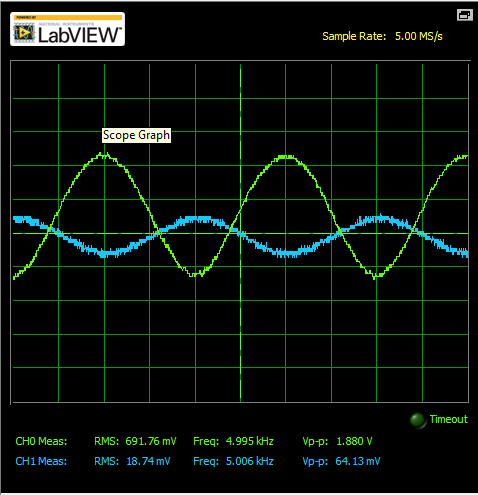 POWERED BY
NATIONAL INSTRUMENTS
LabVIEW™
Sample Rate: 5.00 MS/s
Scope Graph
Timeout
CH0 Meas: RMS: 691.76 mV Freq: 4.995 kHz Vp-p: 1.880 V
CH1 Meas: RMS: 18.74 mV Freq: 5.006 kHz Vp-p: 64.13 mV